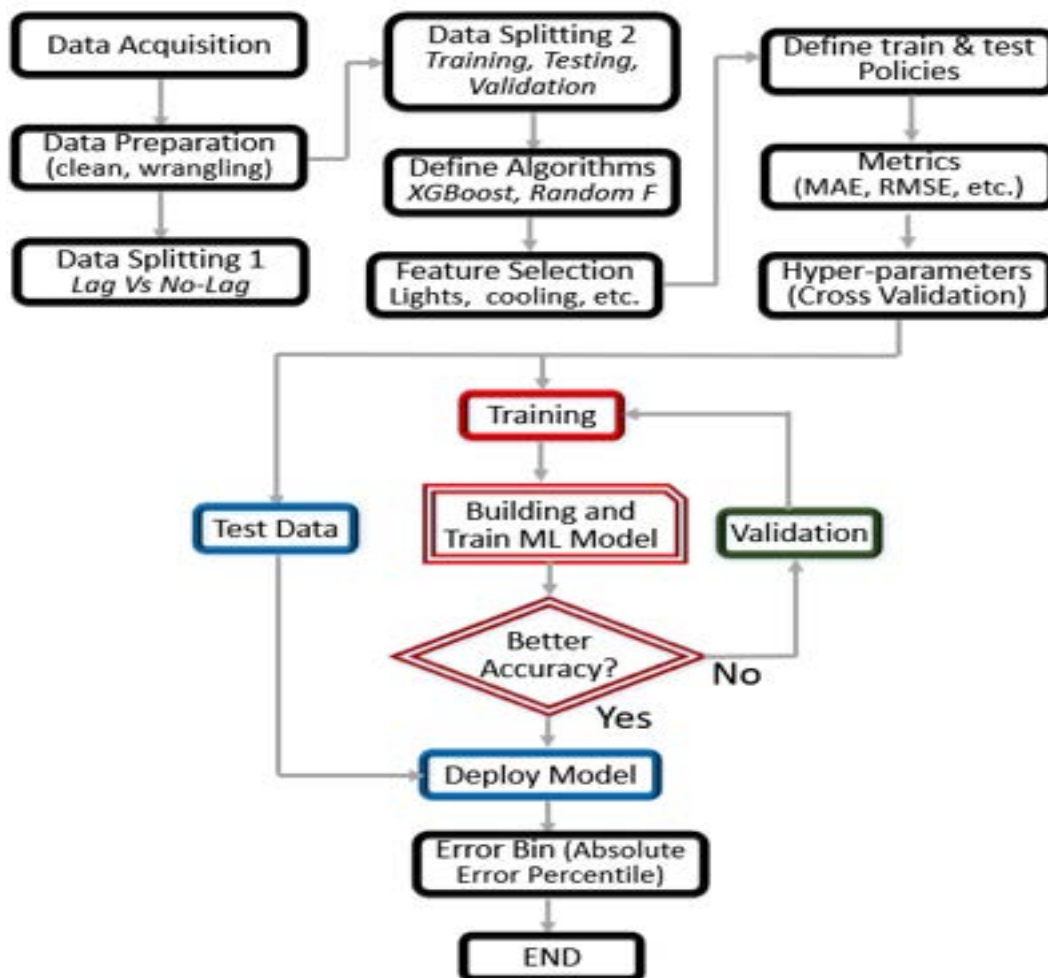 Data Acquisition
Data Preparation
(clean, wrangling)
Data Splitting 1
Lag Vs No-Lag
Data Splitting 2
Training, Testing,
Validation
Define Algorithms
XGBoost, Random F
Feature Selection
Lights, cooling, etc.
Define train & test
Policies
Metrics
(MAE, RMSE, etc.)
Hyper-parameters
(Cross Validation)
Training
Test Data
Building and
Train ML Model
Validation
Better
Accuracy?
No
Yes
Deploy Model
Error Bin (Absolute
Error Percentile)
END